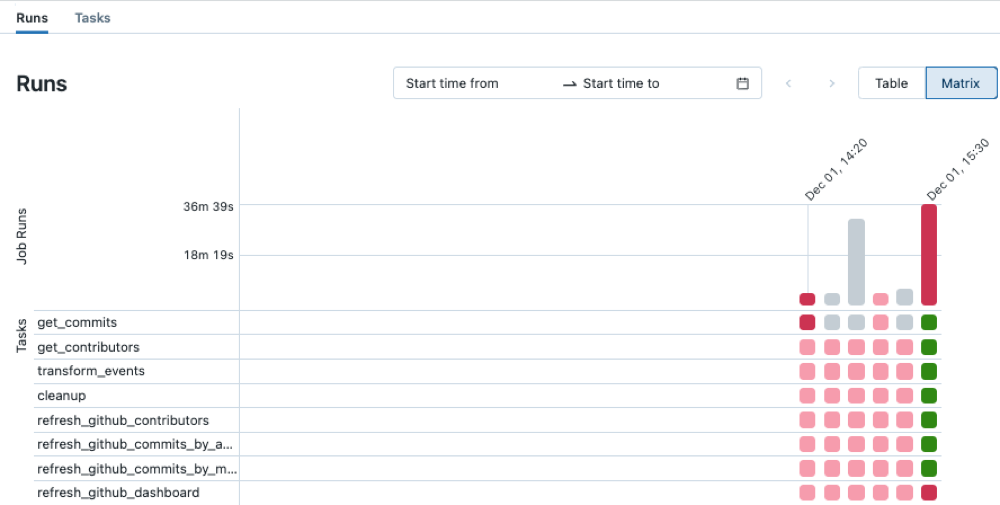 Runs Tasks
Runs
Start time from → Start time to
Table Matrix
Dec 01, 14:20
Dec 01, 15:30
Job Runs
36m 39s
18m 19s
Tasks
get_commits
get_contributors
transform_events
cleanup
refresh_github_contributors
refresh_github_commits_by_a...
refresh_github_commits_by_m...
refresh_github_dashboard